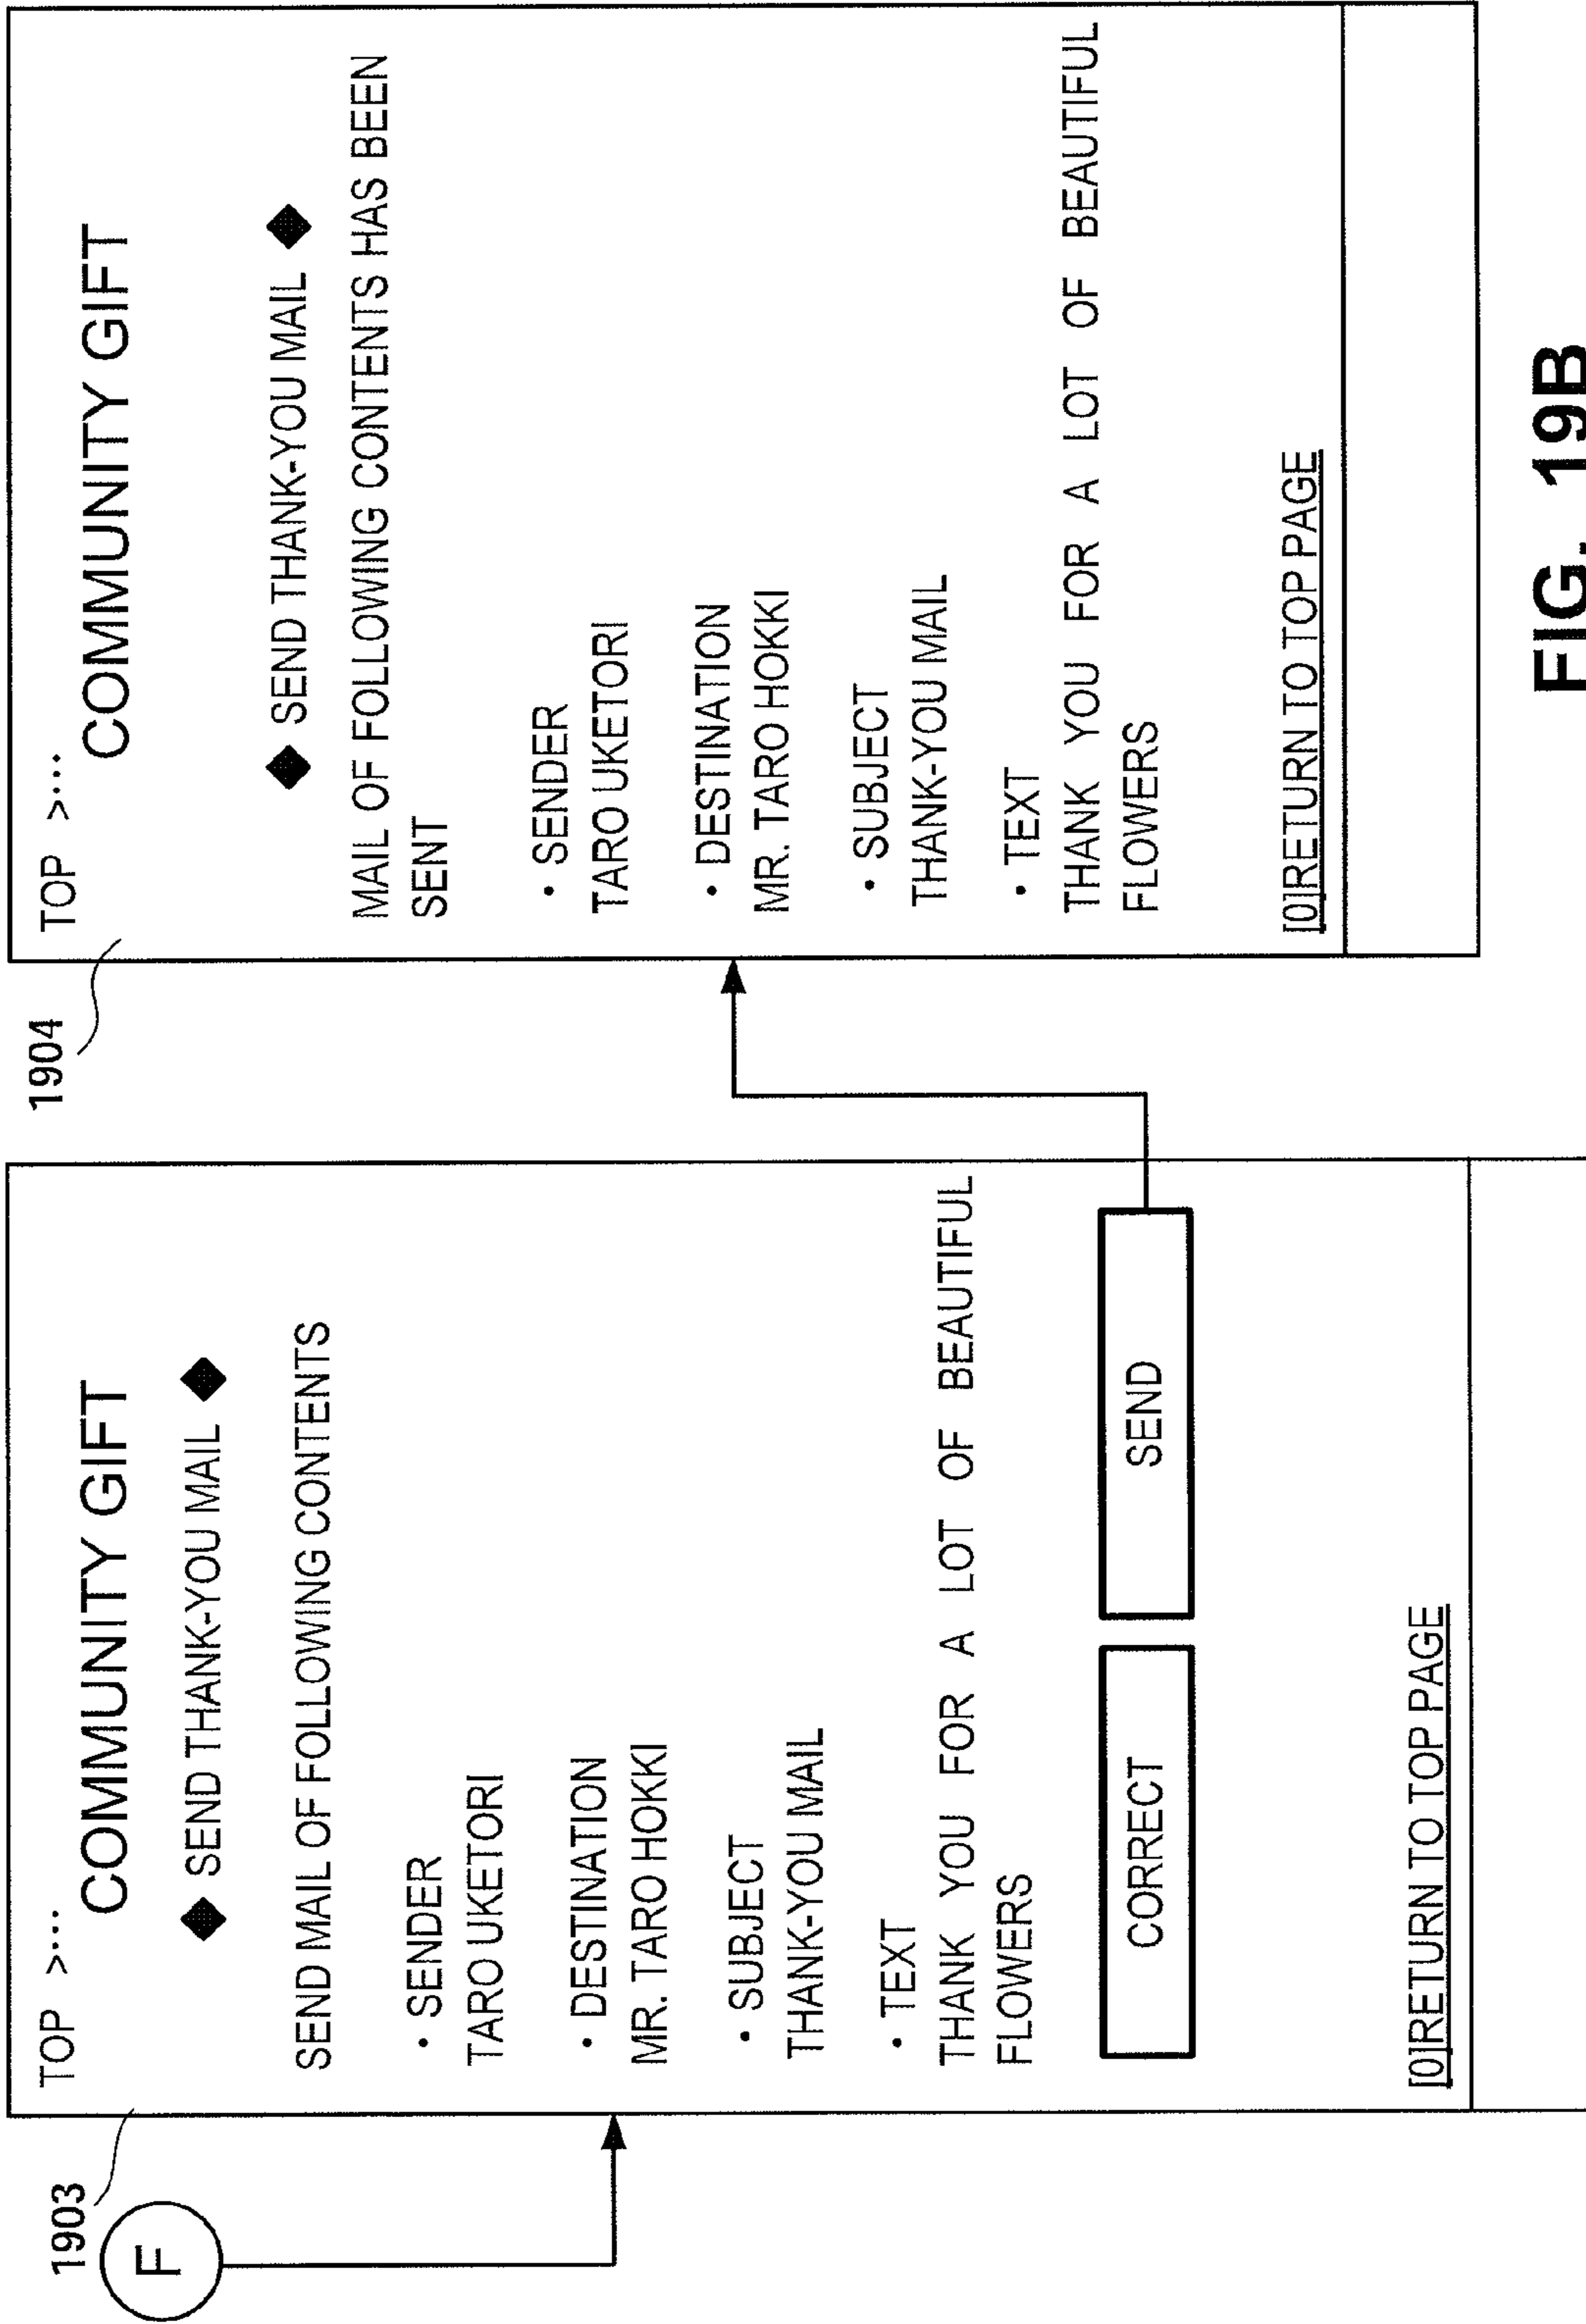 1903
F
TOP >···
COMMUNITY GIFT
◆ SEND THANK-YOU MAIL ◆
SEND MAIL OF FOLLOWING CONTENTS
· SENDER
TARO UKETORI
· DESTINATION
MR. TARO HOKKI
· SUBJECT
THANK-YOU MAIL
· TEXT
THANK YOU FOR A LOT OF BEAUTIFUL
FLOWERS
CORRECT SEND
[0]RETURN TO TOP PAGE
1904
TOP >···
COMMUNITY GIFT
◆ SEND THANK-YOU MAIL ◆
MAIL OF FOLLOWING CONTENTS HAS BEEN
SENT
· SENDER
TARO UKETORI
· DESTINATION
MR. TARO HOKKI
· SUBJECT
THANK-YOU MAIL
· TEXT
THANK YOU FOR A LOT OF BEAUTIFUL
FLOWERS
[0]RETURN TO TOP PAGE
FIG. 19B